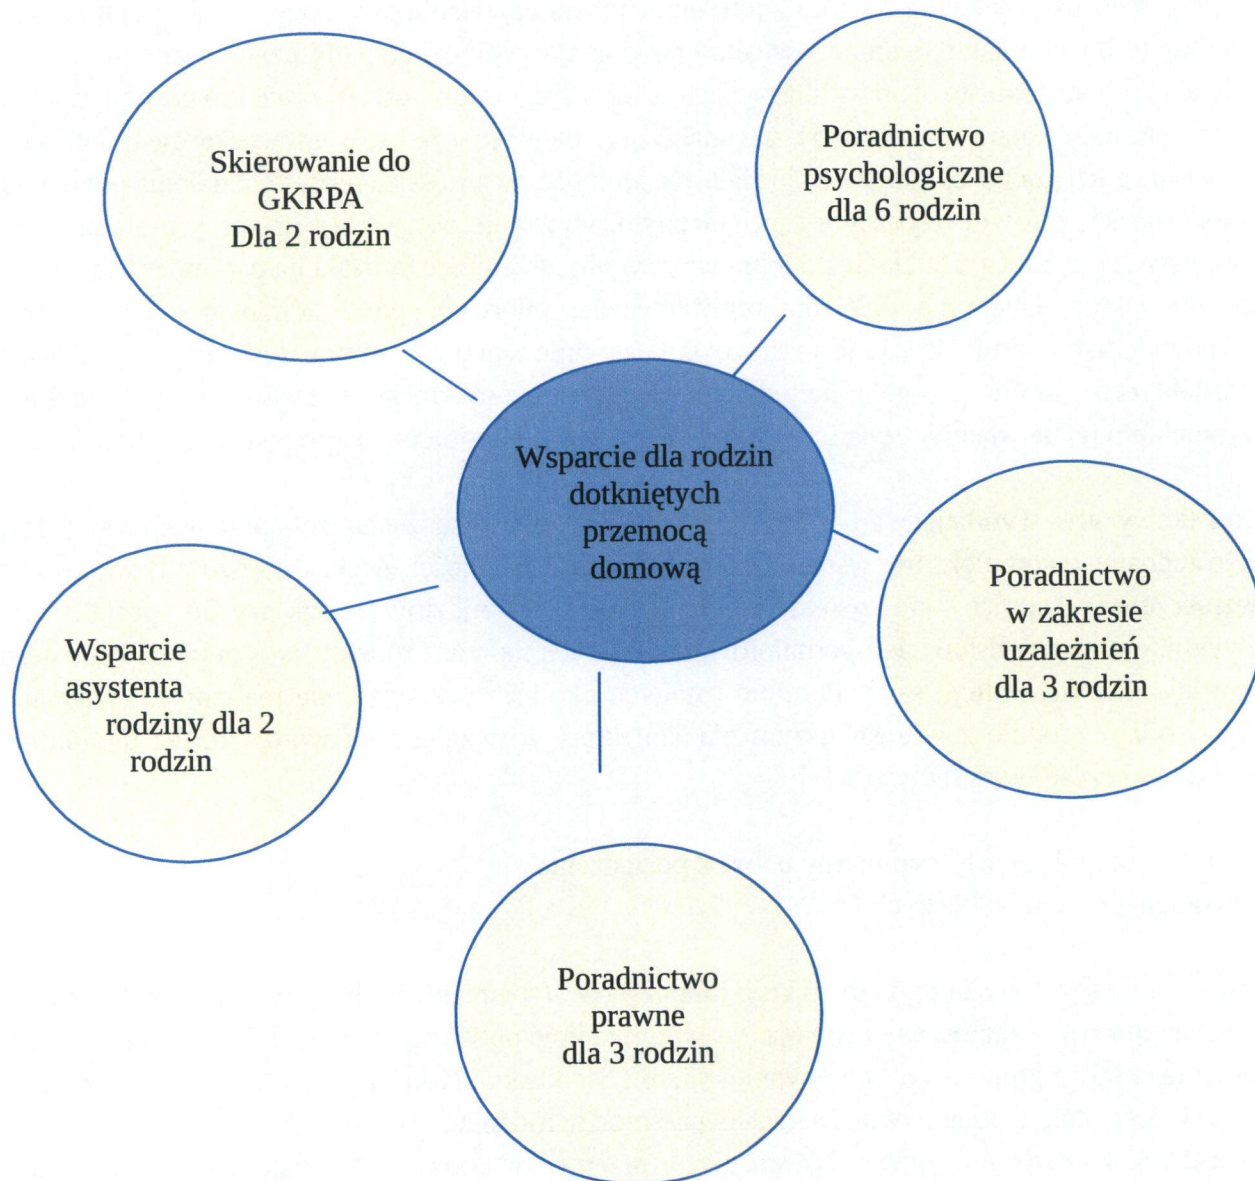 Skierowanie do
GKRPA
Dla 2 rodzin
Poradnictwo
psychologiczne
dla 6 rodzin
Wsparcie dla rodzin
dotkniętych
przemocą
domową
Poradnictwo
w zakresie
uzależnień
dla 3 rodzin
Wsparcie
asystenta
rodziny dla 2
rodzin
Poradnictwo
prawne
dla 3 rodzin